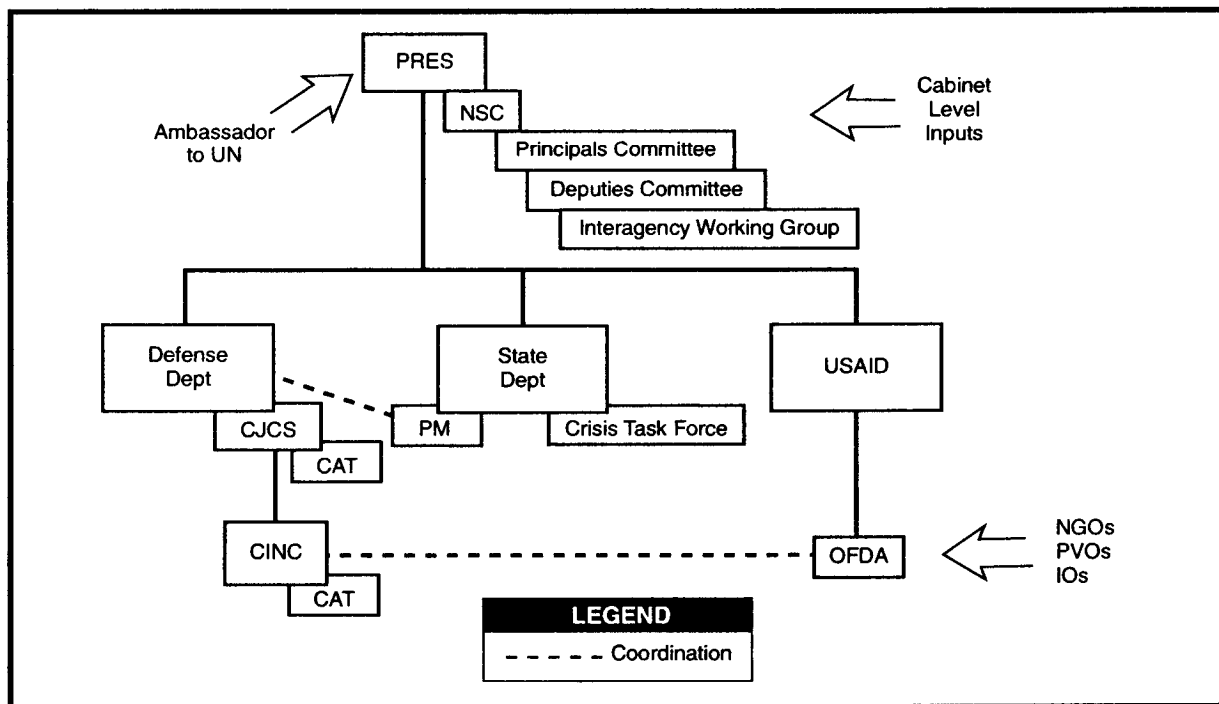 PRES
NSC
Ambassador
to UN
Cabinet
Level
Inputs
Principals Committee
Deputies Committee
Interagency Working Group
Defense
Dept
State
Dept
USAID
CJCS
CAT
PM
Crisis Task Force
CINC
CAT
OFDA
NGOs
PVOs
IOs
LEGEND
Coordination